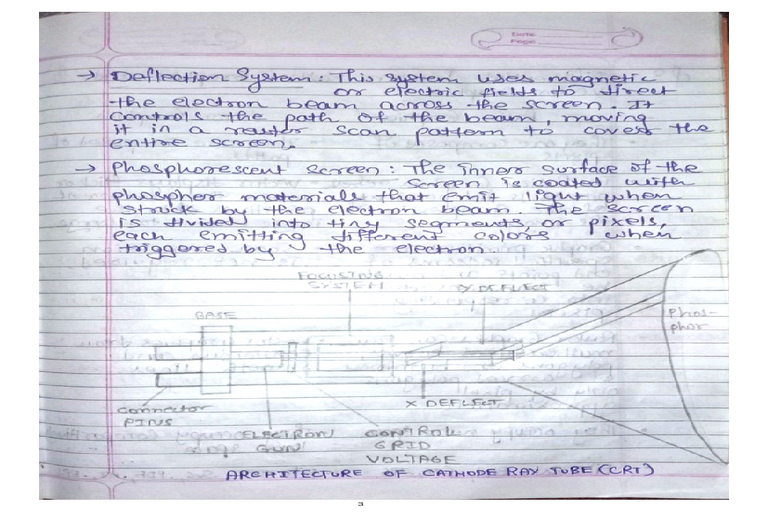 Date
Page
→ Deflection System: This system uses magnetic
or electric fields to direct
the electron beam across the screen. It
controls the path of the beam, moving
it in a raster scan pattern to cover the
entire screen.
→ Phosphorescent Screen: The inner surface of the
Screen is coated with
phosphor materials that emit light when
struck by the electron beam. The screen
is divided into tiny segments, or pixels,
each emitting different colors when
triggered by the electron.
FOCUSING
SYSTEM
Y DEFLECT
BASE
Phos-
phor
X DEFLECT
Connector
PINS
ELECTRON
GUN
CONTROL
GRID
VOLTAGE
ARCHITECTURE OF CATHODE RAY TUBE (CRT)
3